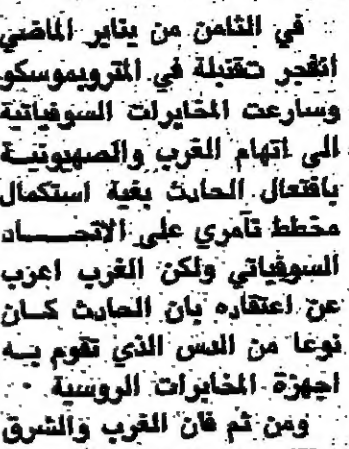 في الثامن من يناير الماضي
انفجر تقنبلة في المترو بموسكو
وسارعت المخابرات السوفياتية
الى اتهام الغرب والصهيونية
بافتعال الحادث بغية استكمال
مخطط تآمري على الاتحاد
السوفياتي ولكن الغرب اعرب
عن اعتقاده بان الحادث كان
نوعا من الدس الذي تقوم به
اجهزة المخابرات الروسية ٠
ومن ثم فان الغرب والشرق